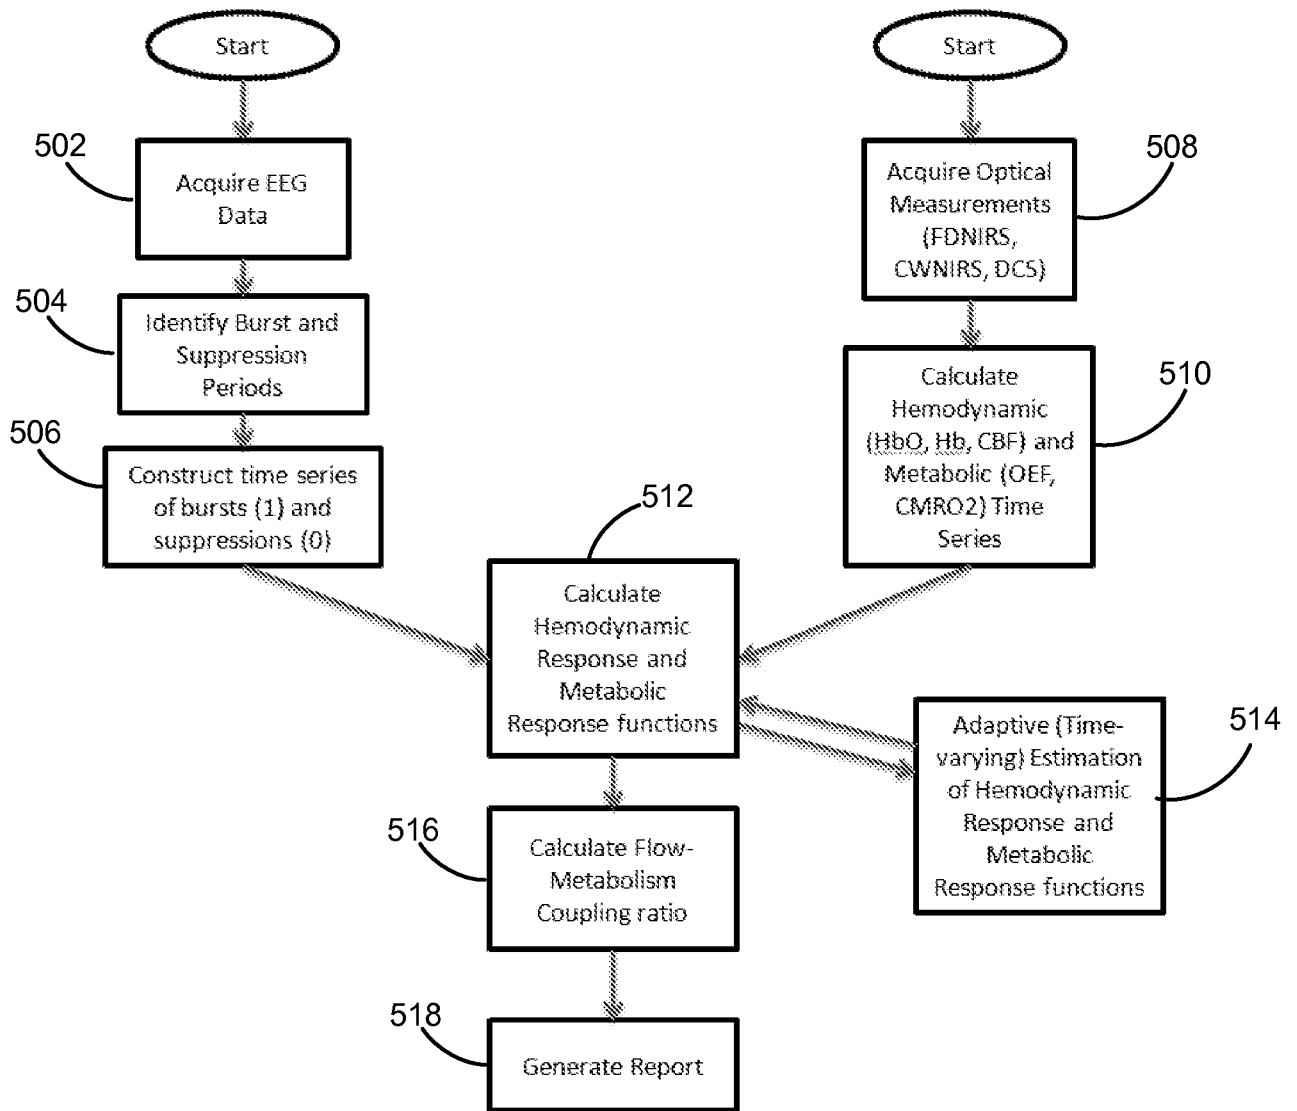 Start
502
Acquire EEG
Data
504
Identify Burst and
Suppression
Periods
506
Construct time series
of bursts (1) and
suppressions (0)
Start
508
Acquire Optical
Measurements
(FDNIRS,
CWNIRS, DCS)
510
Calculate
Hemodynamic
(HbO, Hb, CBF) and
Metabolic (OEF,
CMRO2) Time
Series
512
Calculate
Hemodynamic
Response and
Metabolic
Response functions
514
Adaptive (Time-
varying) Estimation
of Hemodynamic
Response and
Metabolic
Response functions
516
Calculate Flow-
Metabolism
Coupling ratio
518
Generate Report